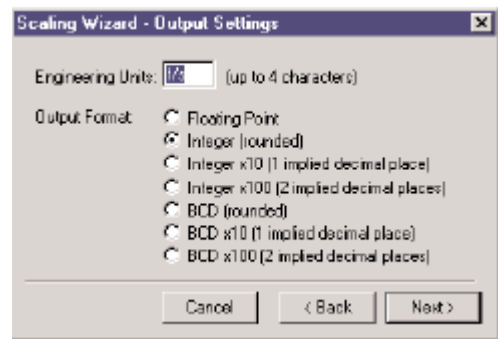 Scaling Wizard - Output Settings
Engineering Units: (up to 4 characters)
Output Format:
Floating Point
Integer (rounded)
Integer x10 (1 implied decimal place)
Integer x100 (2 implied decimal places)
BCD (rounded)
BCD x10 (1 implied decimal place)
BCD x100 (2 implied decimal places)
Cancel < Back Next >